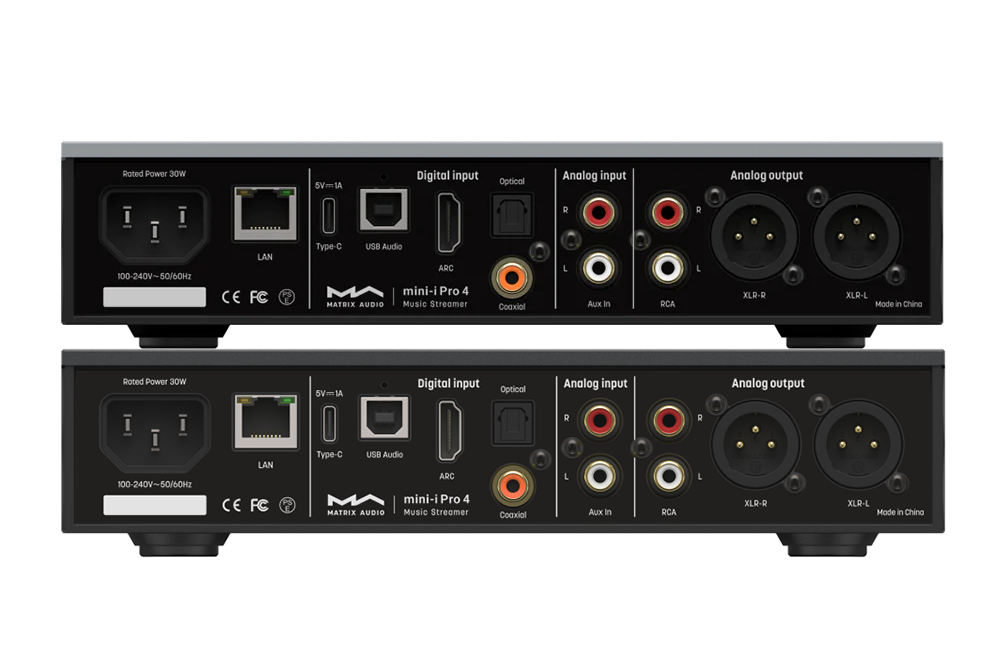 Rated Power 30W
100-240V~50/60Hz
CE FC PSE
LAN
5V⎓1A
Type-C
USB Audio
Digital input
ARC
Optical
Coaxial
MATRIX AUDIO
mini-i Pro 4
Music Streamer
Analog input
R
L
Aux In
Analog output
R
L
RCA
XLR-R
XLR-L
Made in China
Rated Power 30W
100-240V~50/60Hz
CE FC PSE
LAN
5V⎓1A
Type-C
USB Audio
Digital input
ARC
Optical
Coaxial
MATRIX AUDIO
mini-i Pro 4
Music Streamer
Analog input
R
L
Aux In
Analog output
R
L
RCA
XLR-R
XLR-L
Made in China